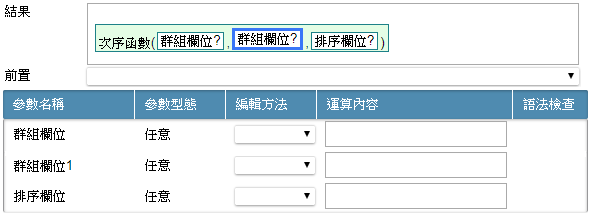 結果
次序函數(群組欄位?,群組欄位?,排序欄位?)
前置
參數名稱 參數型態 編輯方法 運算內容 語法檢查
群組欄位 任意
群組欄位1 任意
排序欄位 任意